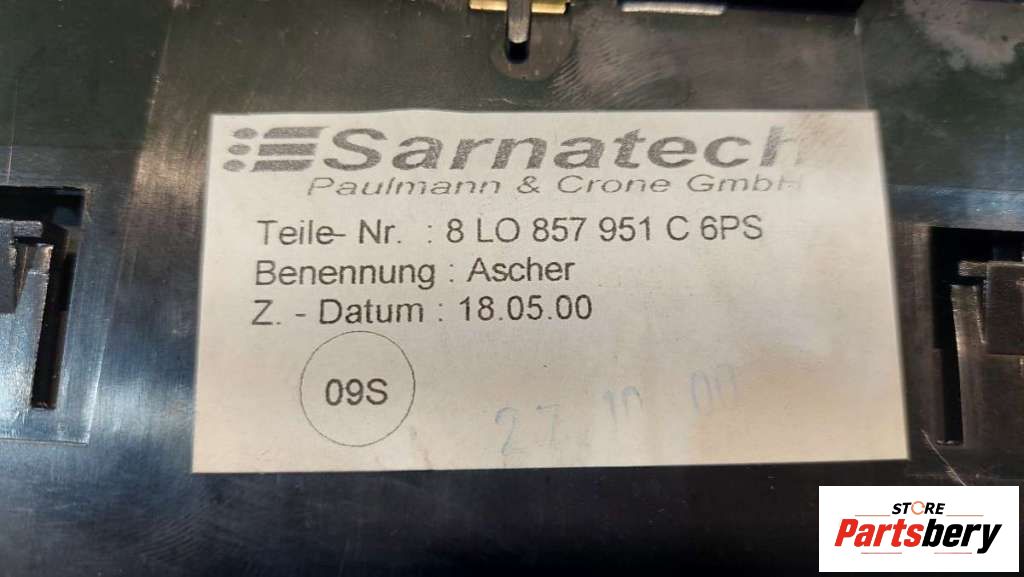 Sarnatech
Paulmann & Crone GmbH
Teile- Nr. : 8 LO 857 951 C 6PS
Benennung : Ascher
Z. - Datum : 18.05.00
09S
27 10 00
STORE
Partsbery